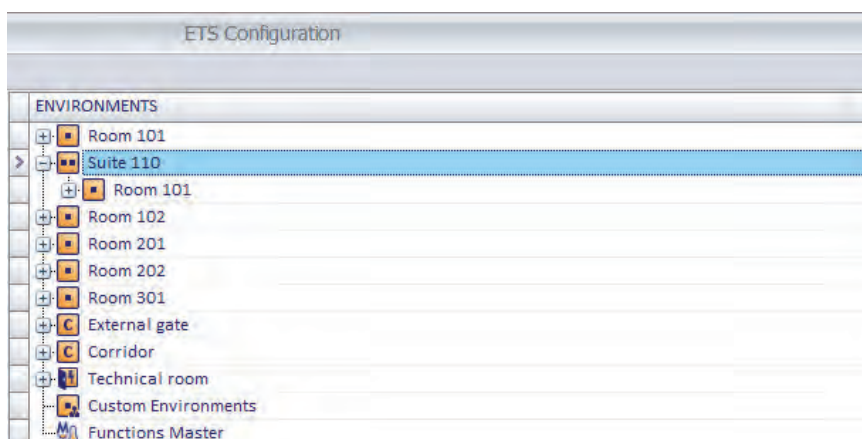 ETS Configuration
ENVIRONMENTS
Room 101
Suite 110
Room 101
Room 102
Room 201
Room 202
Room 301
C External gate
C Corridor
Technical room
Custom Environments
Functions Master